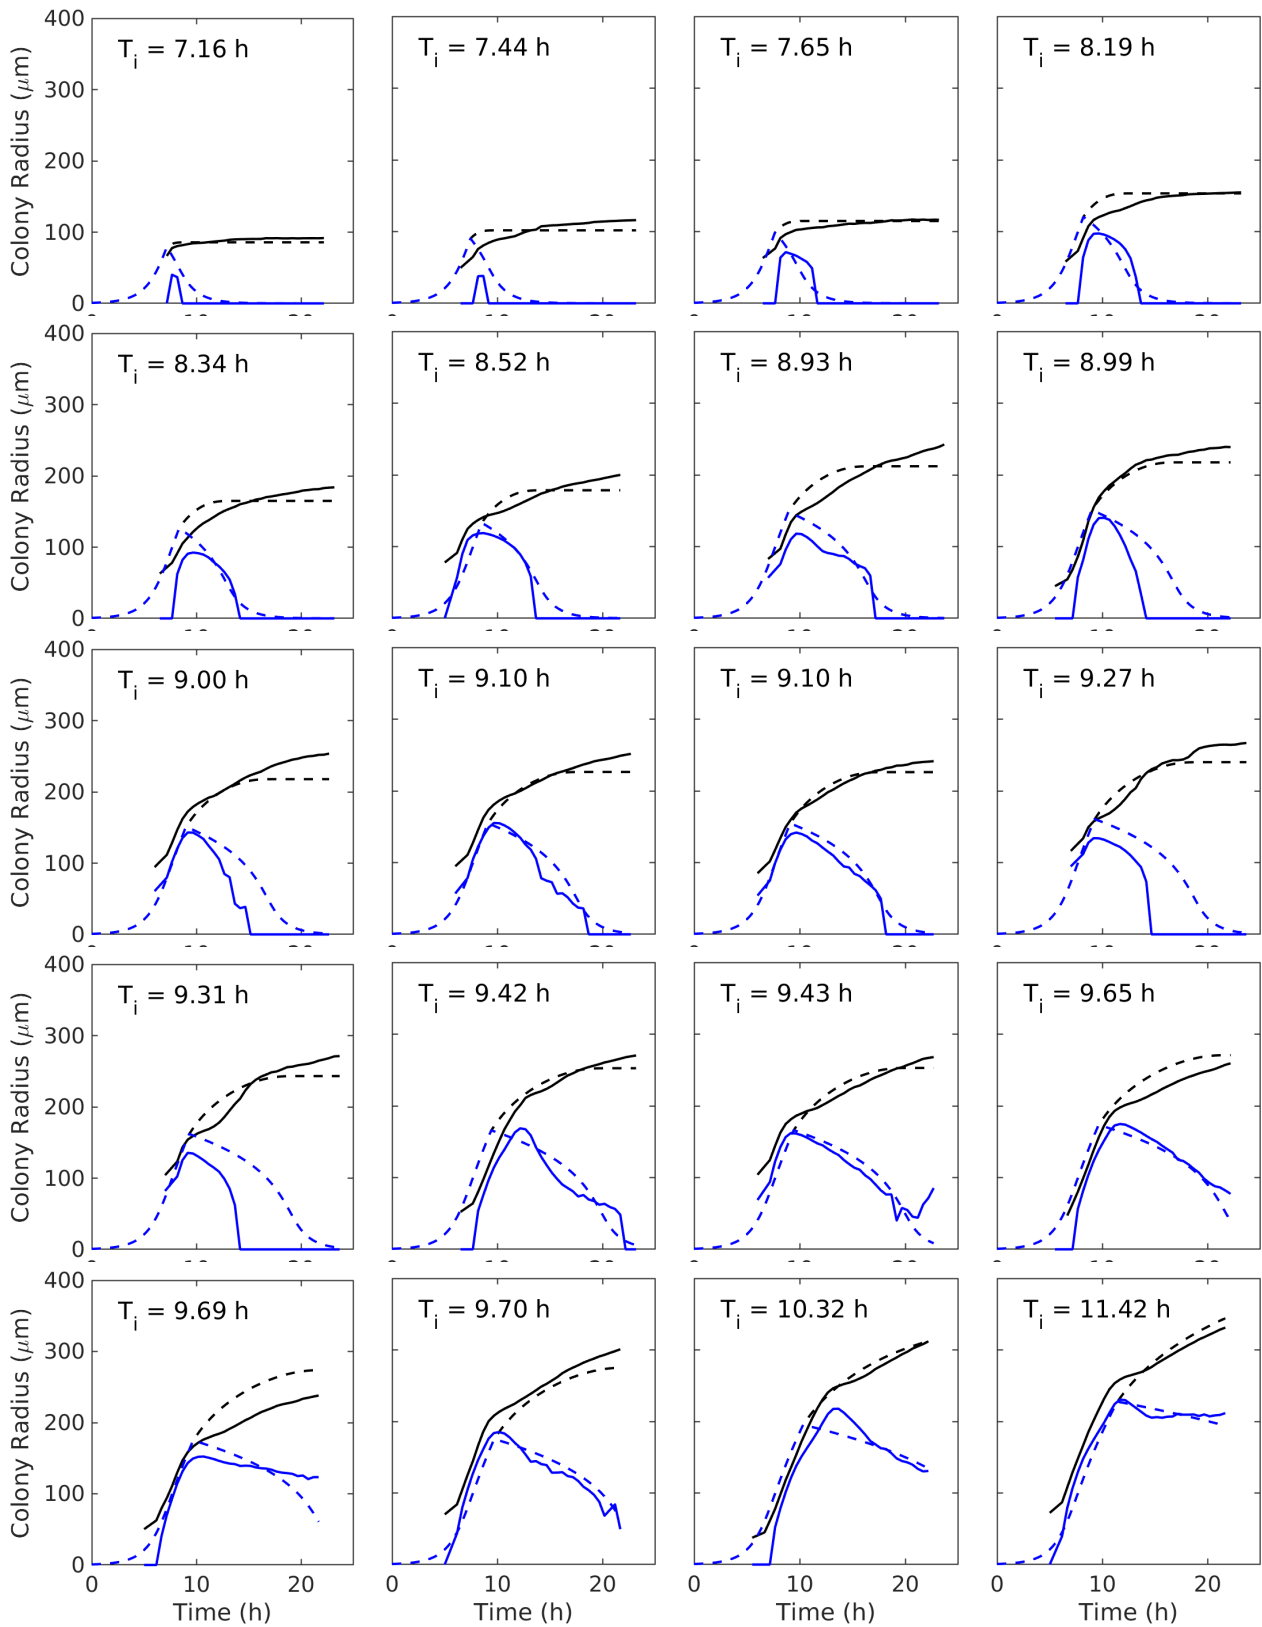 400
300
200
100
0
Colony Radius (μm)
T_i = 7.16 h
T_i = 7.44 h
T_i = 7.65 h
T_i = 8.19 h
400
300
200
100
0
Colony Radius (μm)
T_i = 8.34 h
T_i = 8.52 h
T_i = 8.93 h
T_i = 8.99 h
400
300
200
100
0
Colony Radius (μm)
T_i = 9.00 h
T_i = 9.10 h
T_i = 9.10 h
T_i = 9.27 h
400
300
200
100
0
Colony Radius (μm)
T_i = 9.31 h
T_i = 9.42 h
T_i = 9.43 h
T_i = 9.65 h
400
300
200
100
0
Colony Radius (μm)
T_i = 9.69 h
T_i = 9.70 h
T_i = 10.32 h
T_i = 11.42 h
0 10 20
0 10 20
0 10 20
0 10 20
Time (h)
Time (h)
Time (h)
Time (h)